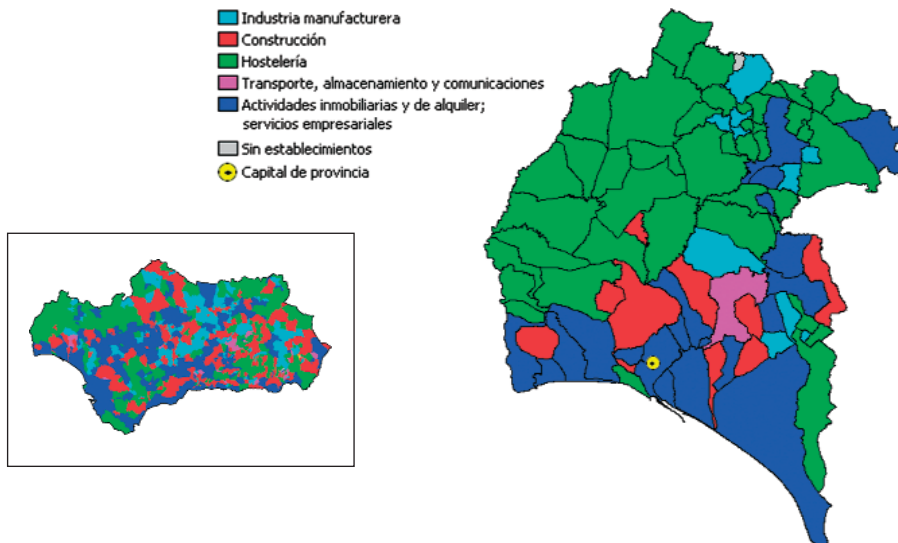 Industria manufacturera
Construcción
Hostelería
Transporte, almacenamiento y comunicaciones
Actividades inmobiliarias y de alquiler;
servicios empresariales
Sin establecimientos
Capital de provincia